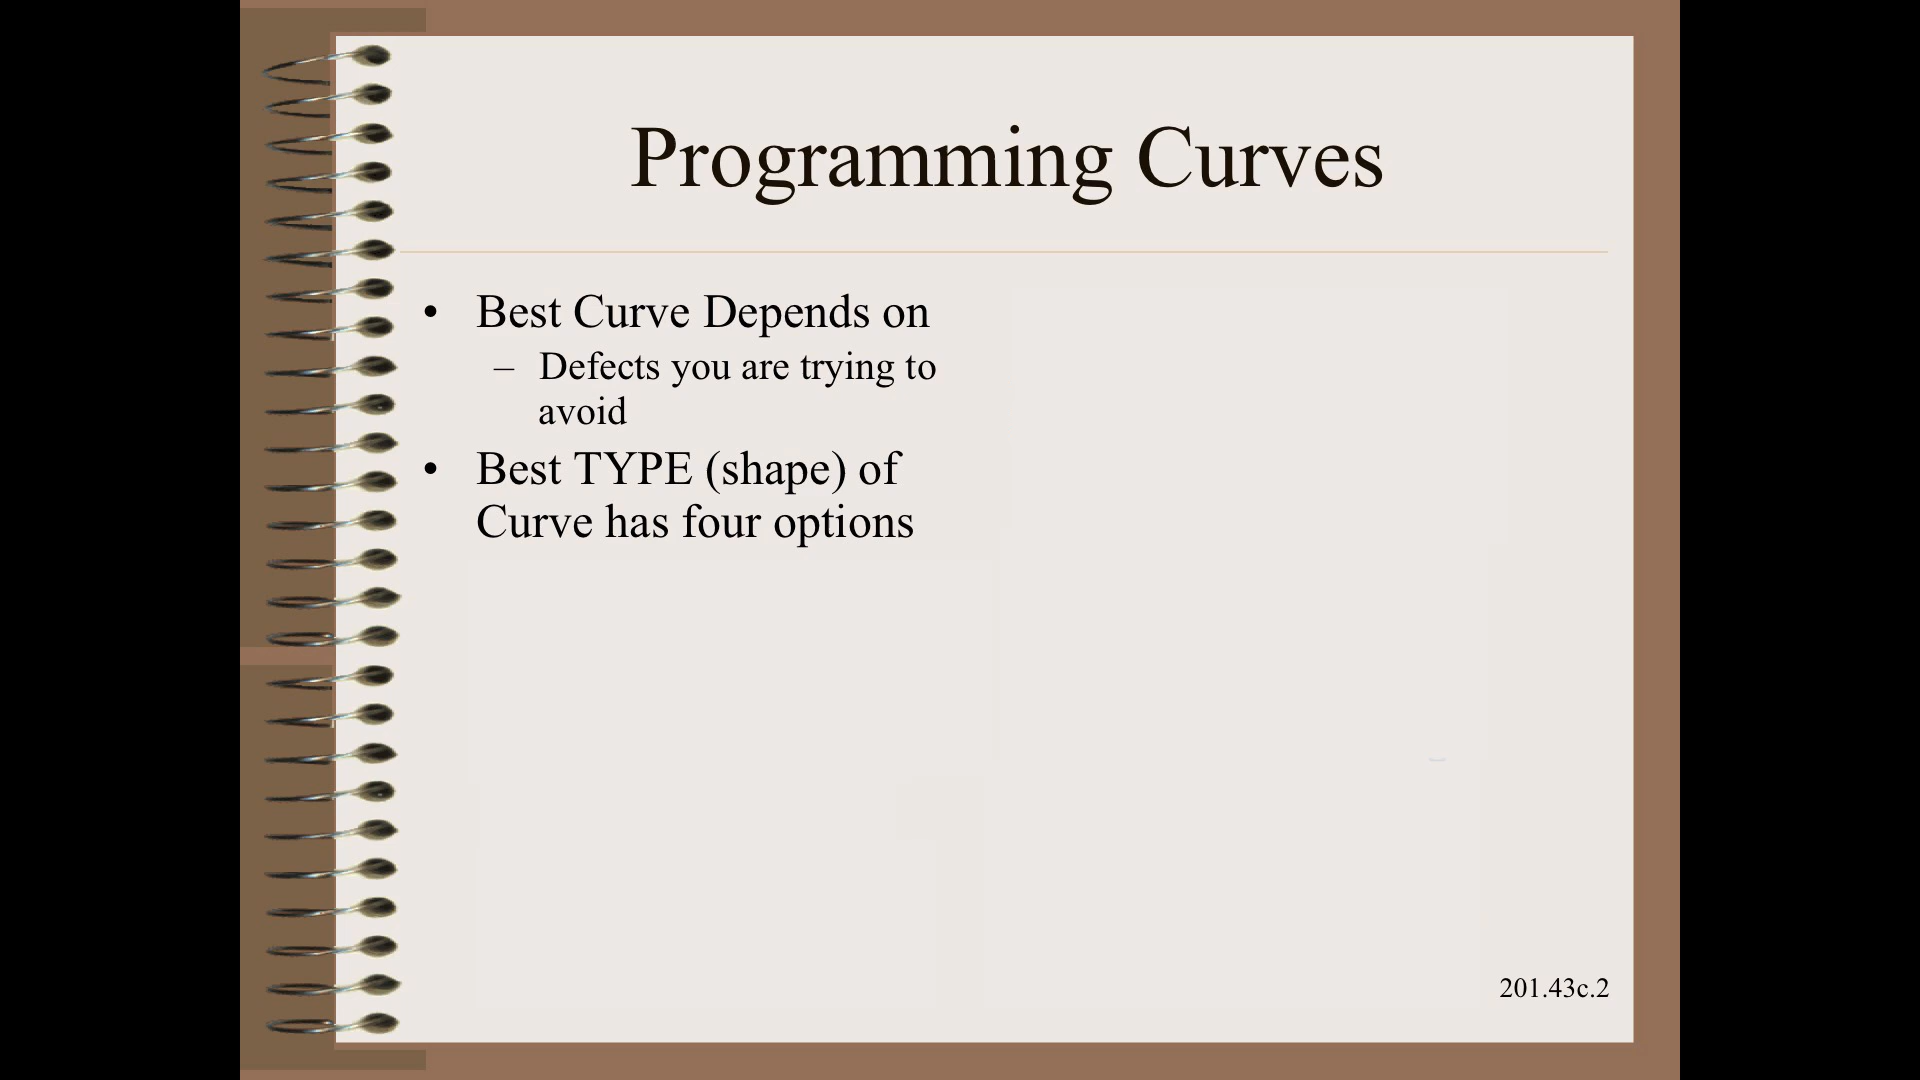 Programming Curves
• Best Curve Depends on
– Defects you are trying to
avoid
• Best TYPE (shape) of
Curve has four options
201.43c.2